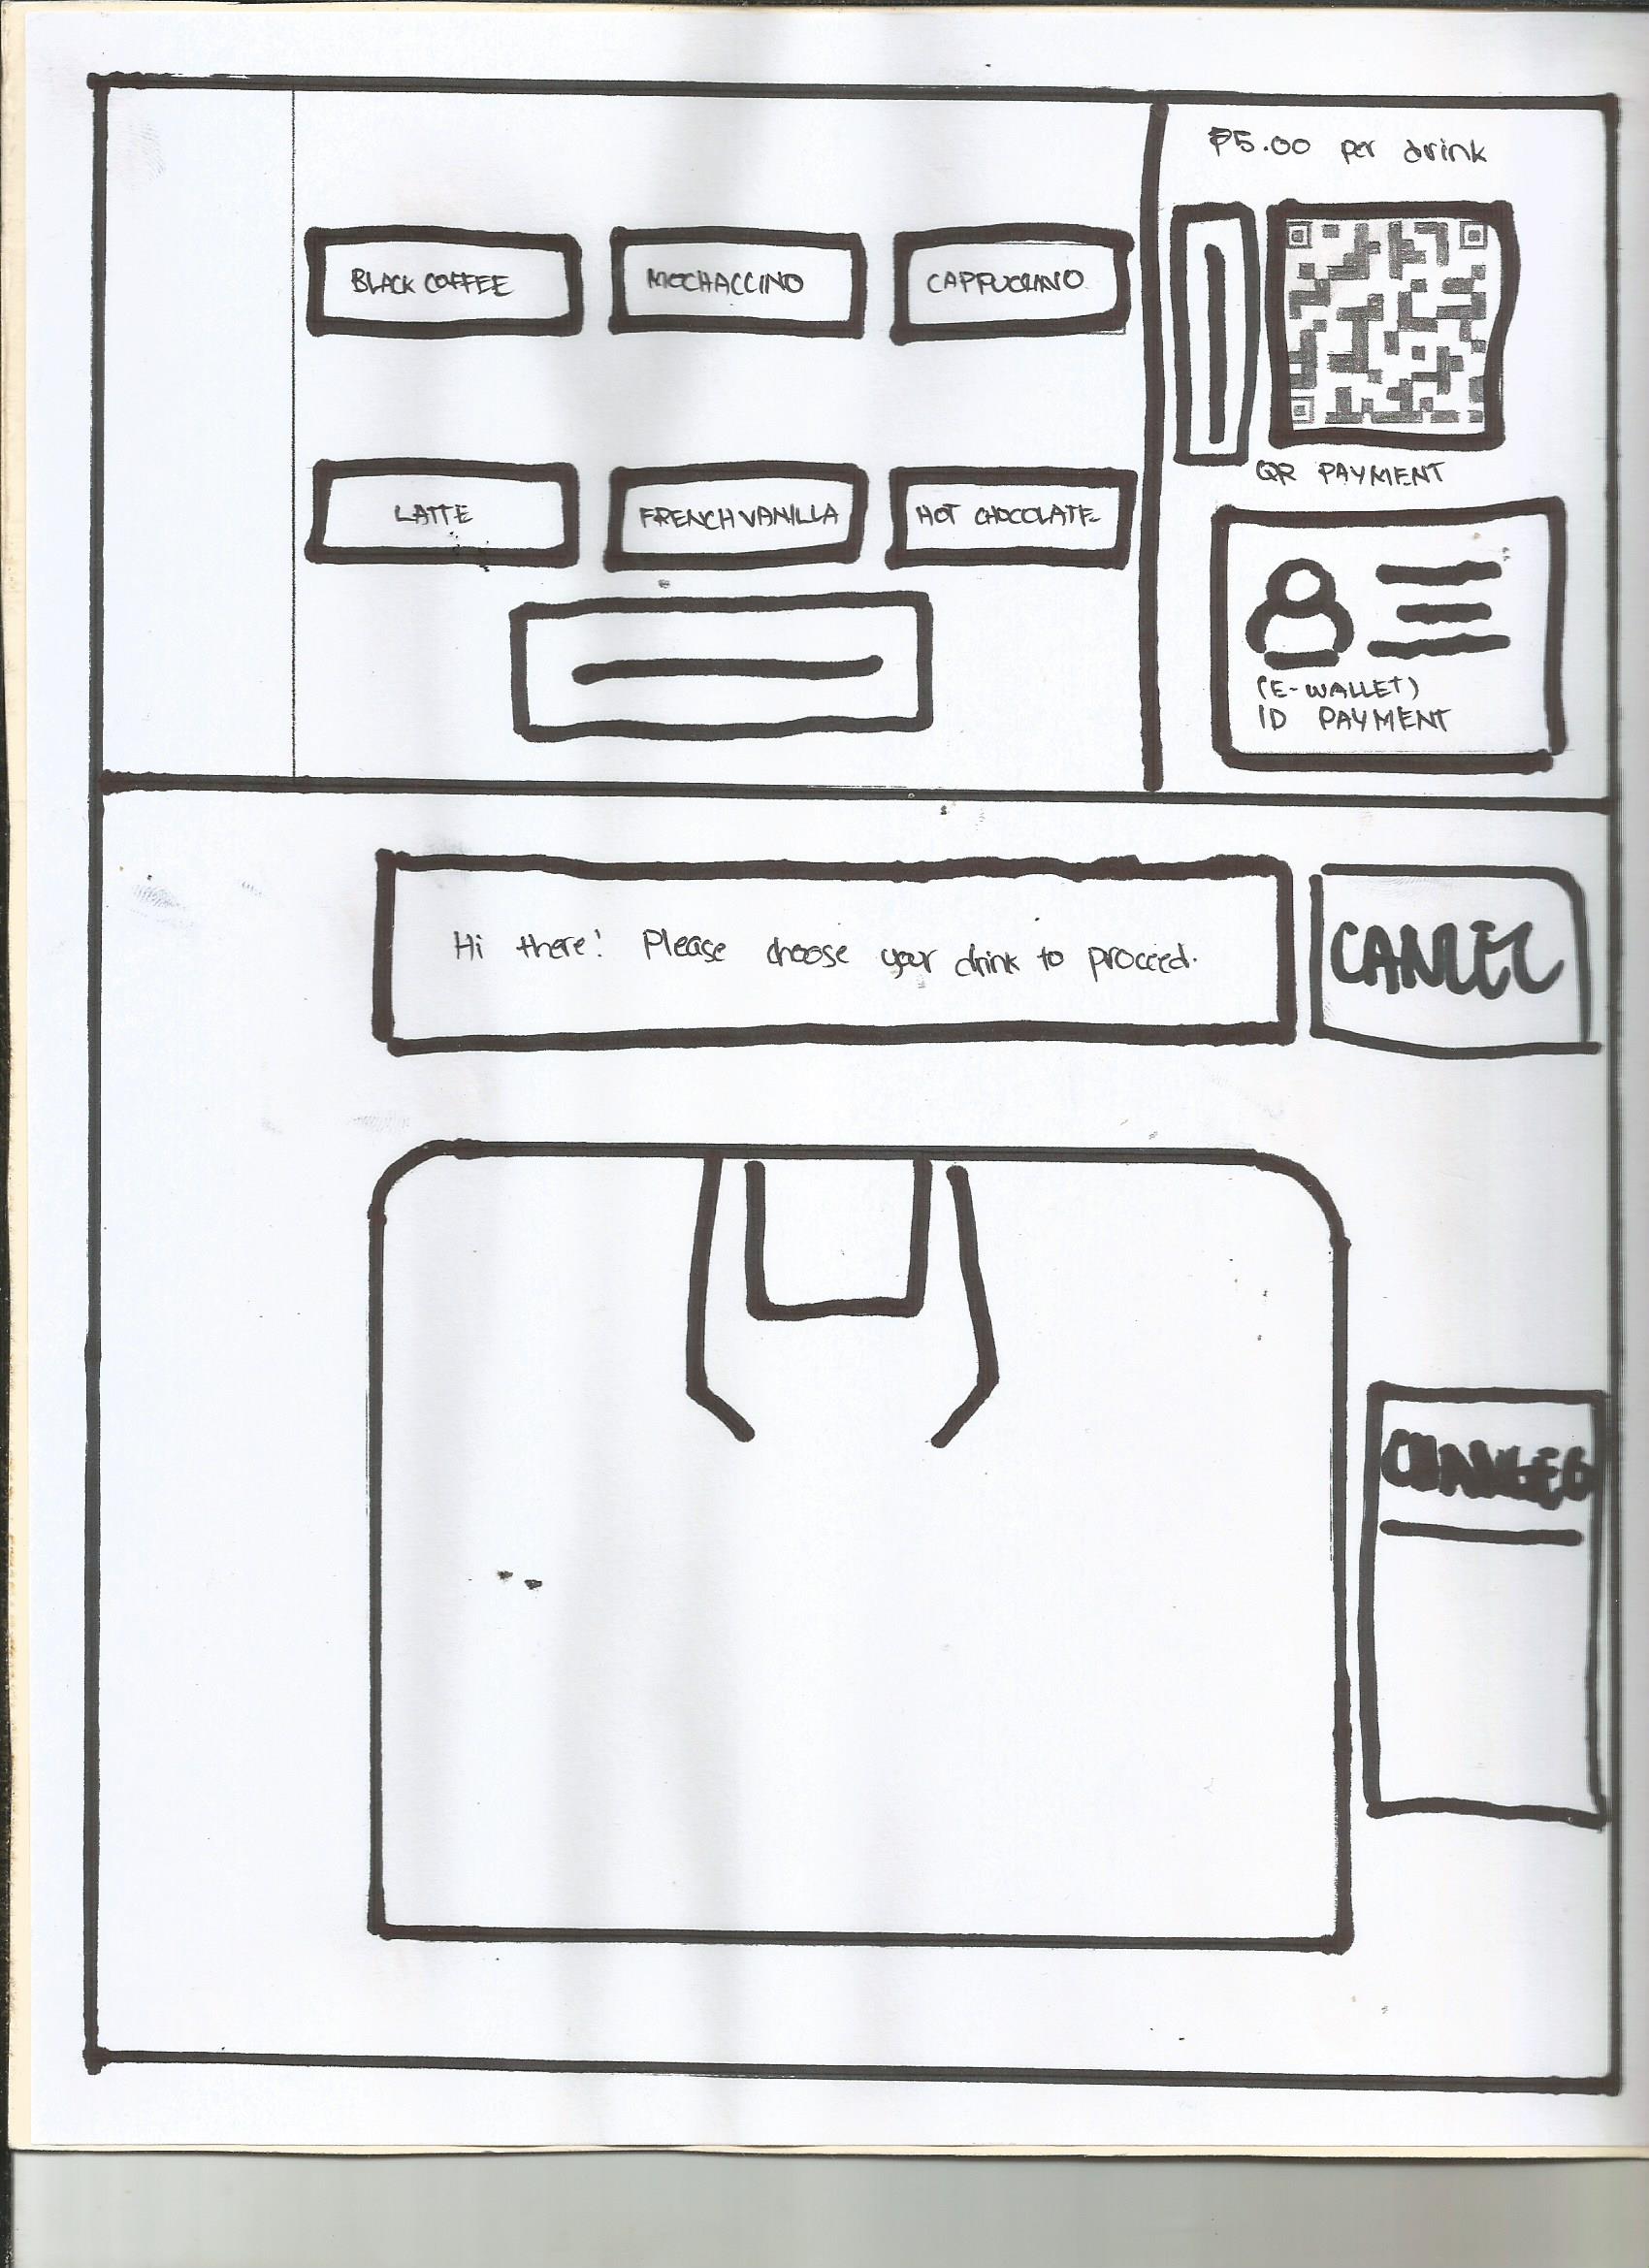 ₱5.00 per drink
BLACK COFFEE
MOCHACCINO
CAPPUCCINO
QR PAYMENT
LATTE
FRENCH VANILLA
HOT CHOCOLATE
(E-WALLET)
ID PAYMENT
Hi there! Please choose your drink to proceed.
CANCEL
CHANGES